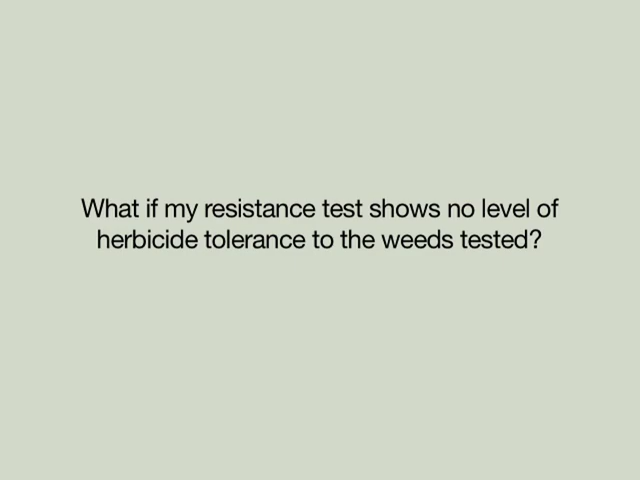 What if my resistance test shows no level of
herbicide tolerance to the weeds tested?